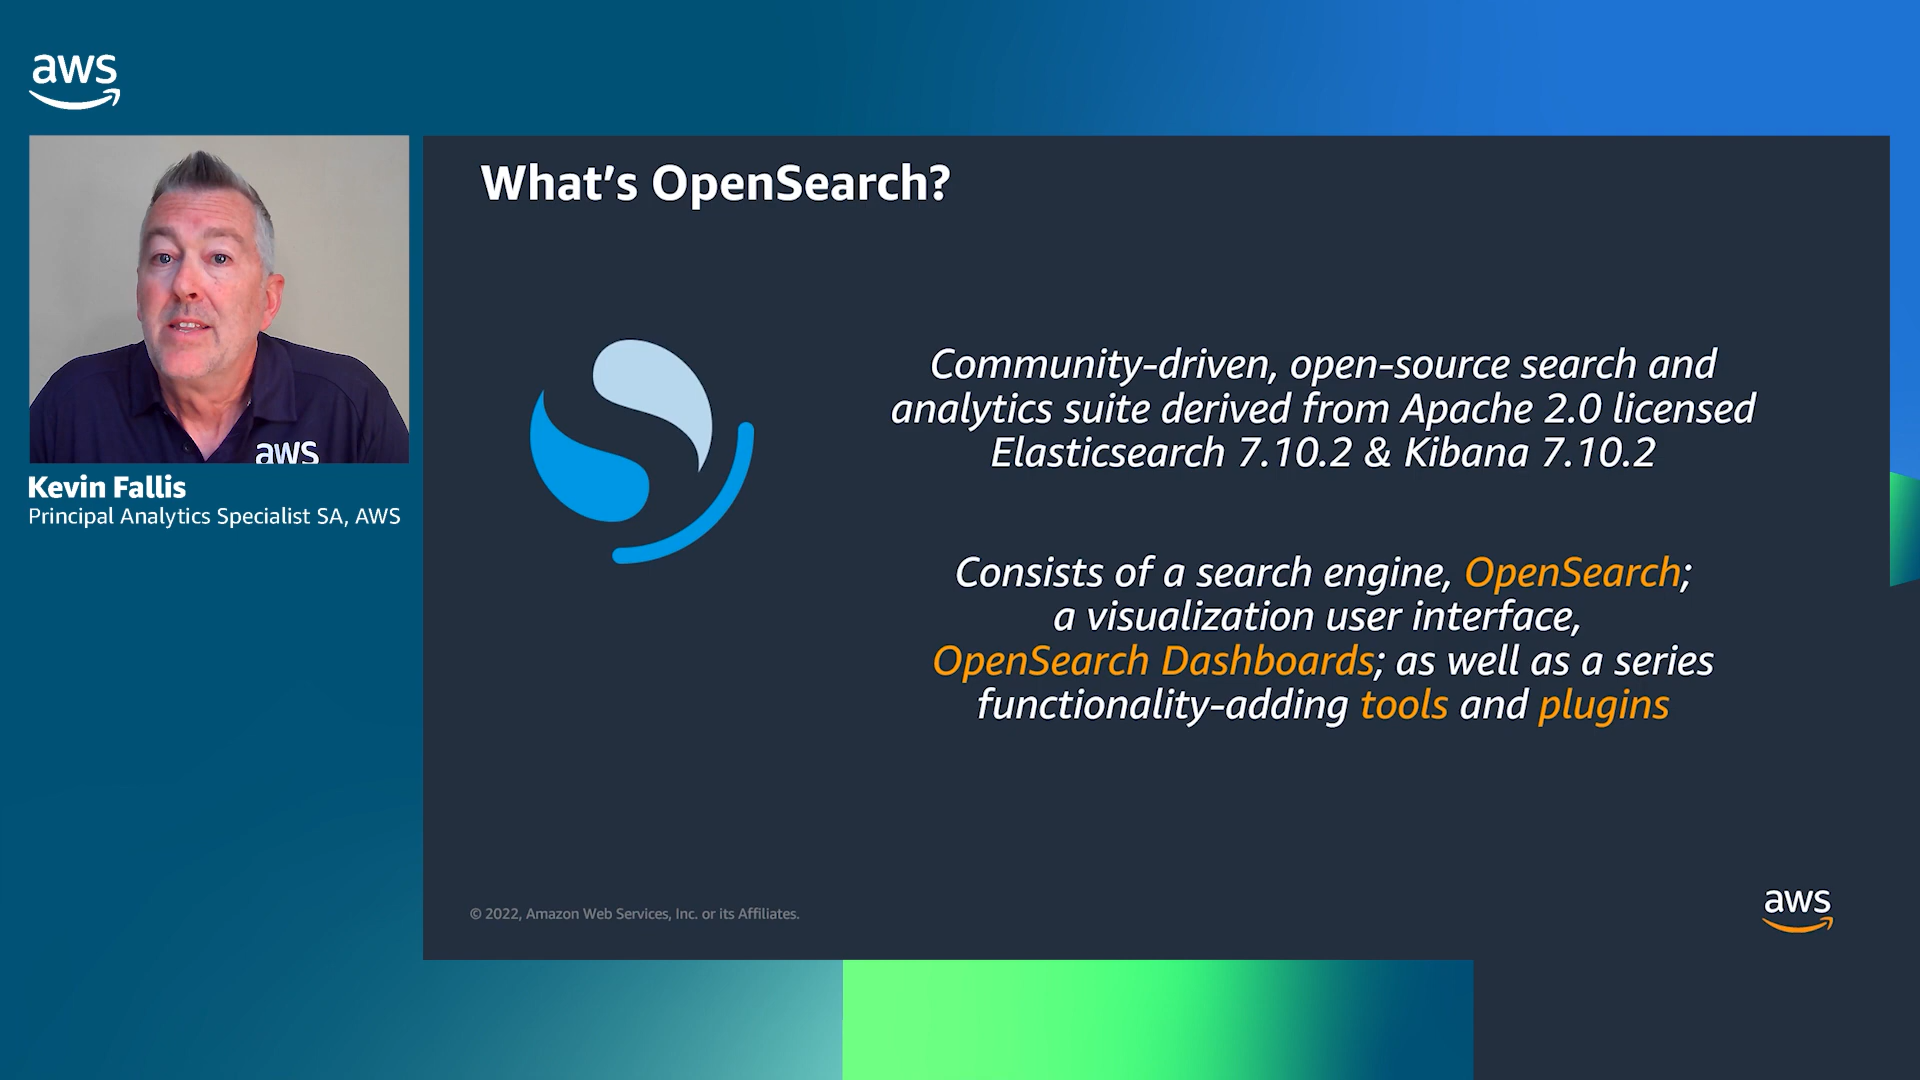 aws
aws
Kevin Fallis
Principal Analytics Specialist SA, AWS
What's OpenSearch?
Community-driven, open-source search and
analytics suite derived from Apache 2.0 licensed
Elasticsearch 7.10.2 & Kibana 7.10.2
Consists of a search engine, OpenSearch;
a visualization user interface,
OpenSearch Dashboards; as well as a series
functionality-adding tools and plugins
© 2022, Amazon Web Services, Inc. or its Affiliates.
aws